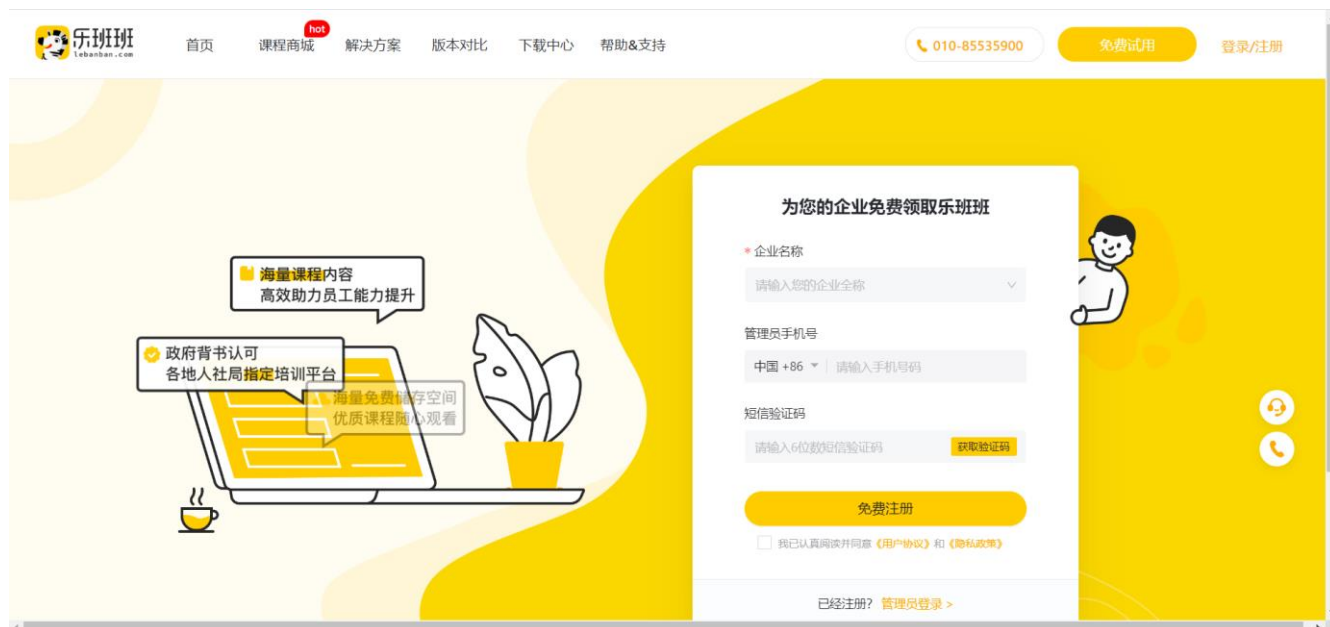 乐班班
lebanban.com
首页
课程商城
hot
解决方案
版本对比
下载中心
帮助&支持
010-85535900
免费试用
登录/注册
海量课程内容
高效助力员工能力提升
政府背书认可
各地人社局指定培训平台
海量免费储存空间
优质课程随心观看
为您的企业免费领取乐班班
* 企业名称
请输入您的企业全称
管理员手机号
中国 +86
请输入手机号码
短信验证码
请输入6位数短信验证码
获取验证码
免费注册
我已认真阅读并同意《用户协议》和《隐私政策》
已经注册? 管理员登录 >